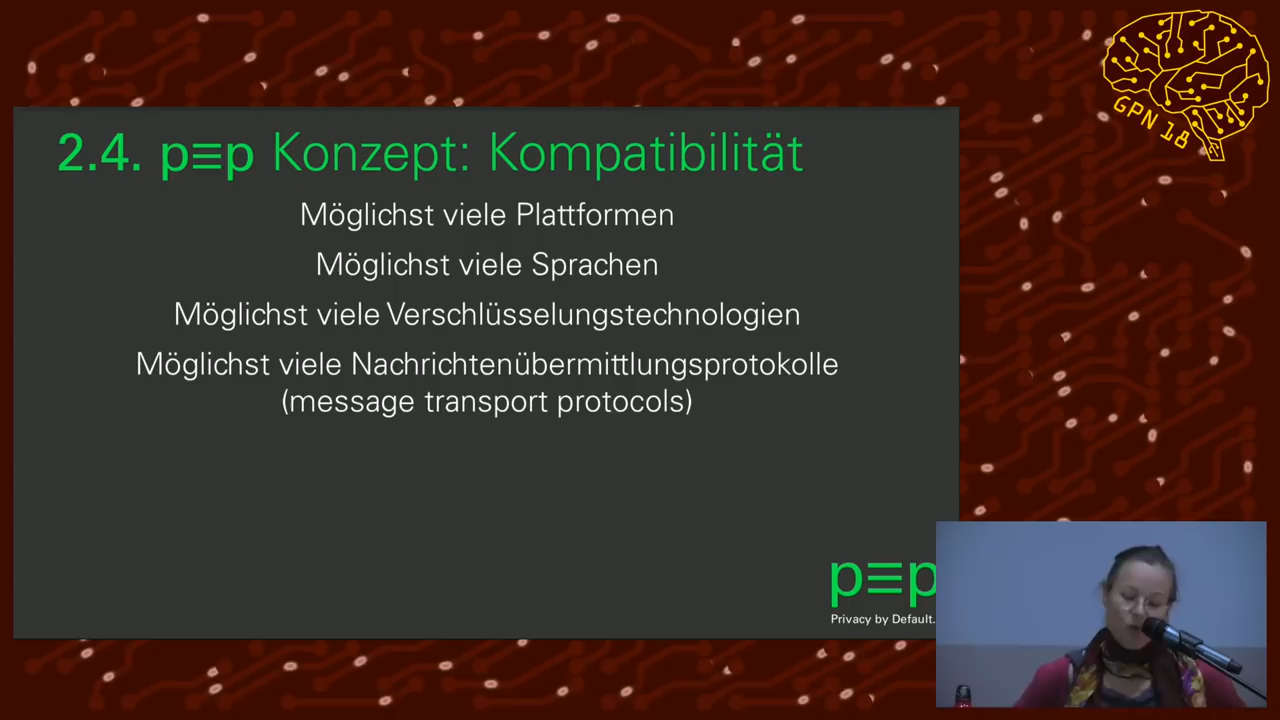 GPN 18
2.4. p≡p Konzept: Kompatibilität
Möglichst viele Plattformen
Möglichst viele Sprachen
Möglichst viele Verschlüsselungstechnologien
Möglichst viele Nachrichtenübermittlungsprotokolle
(message transport protocols)
p≡p
Privacy by Default.